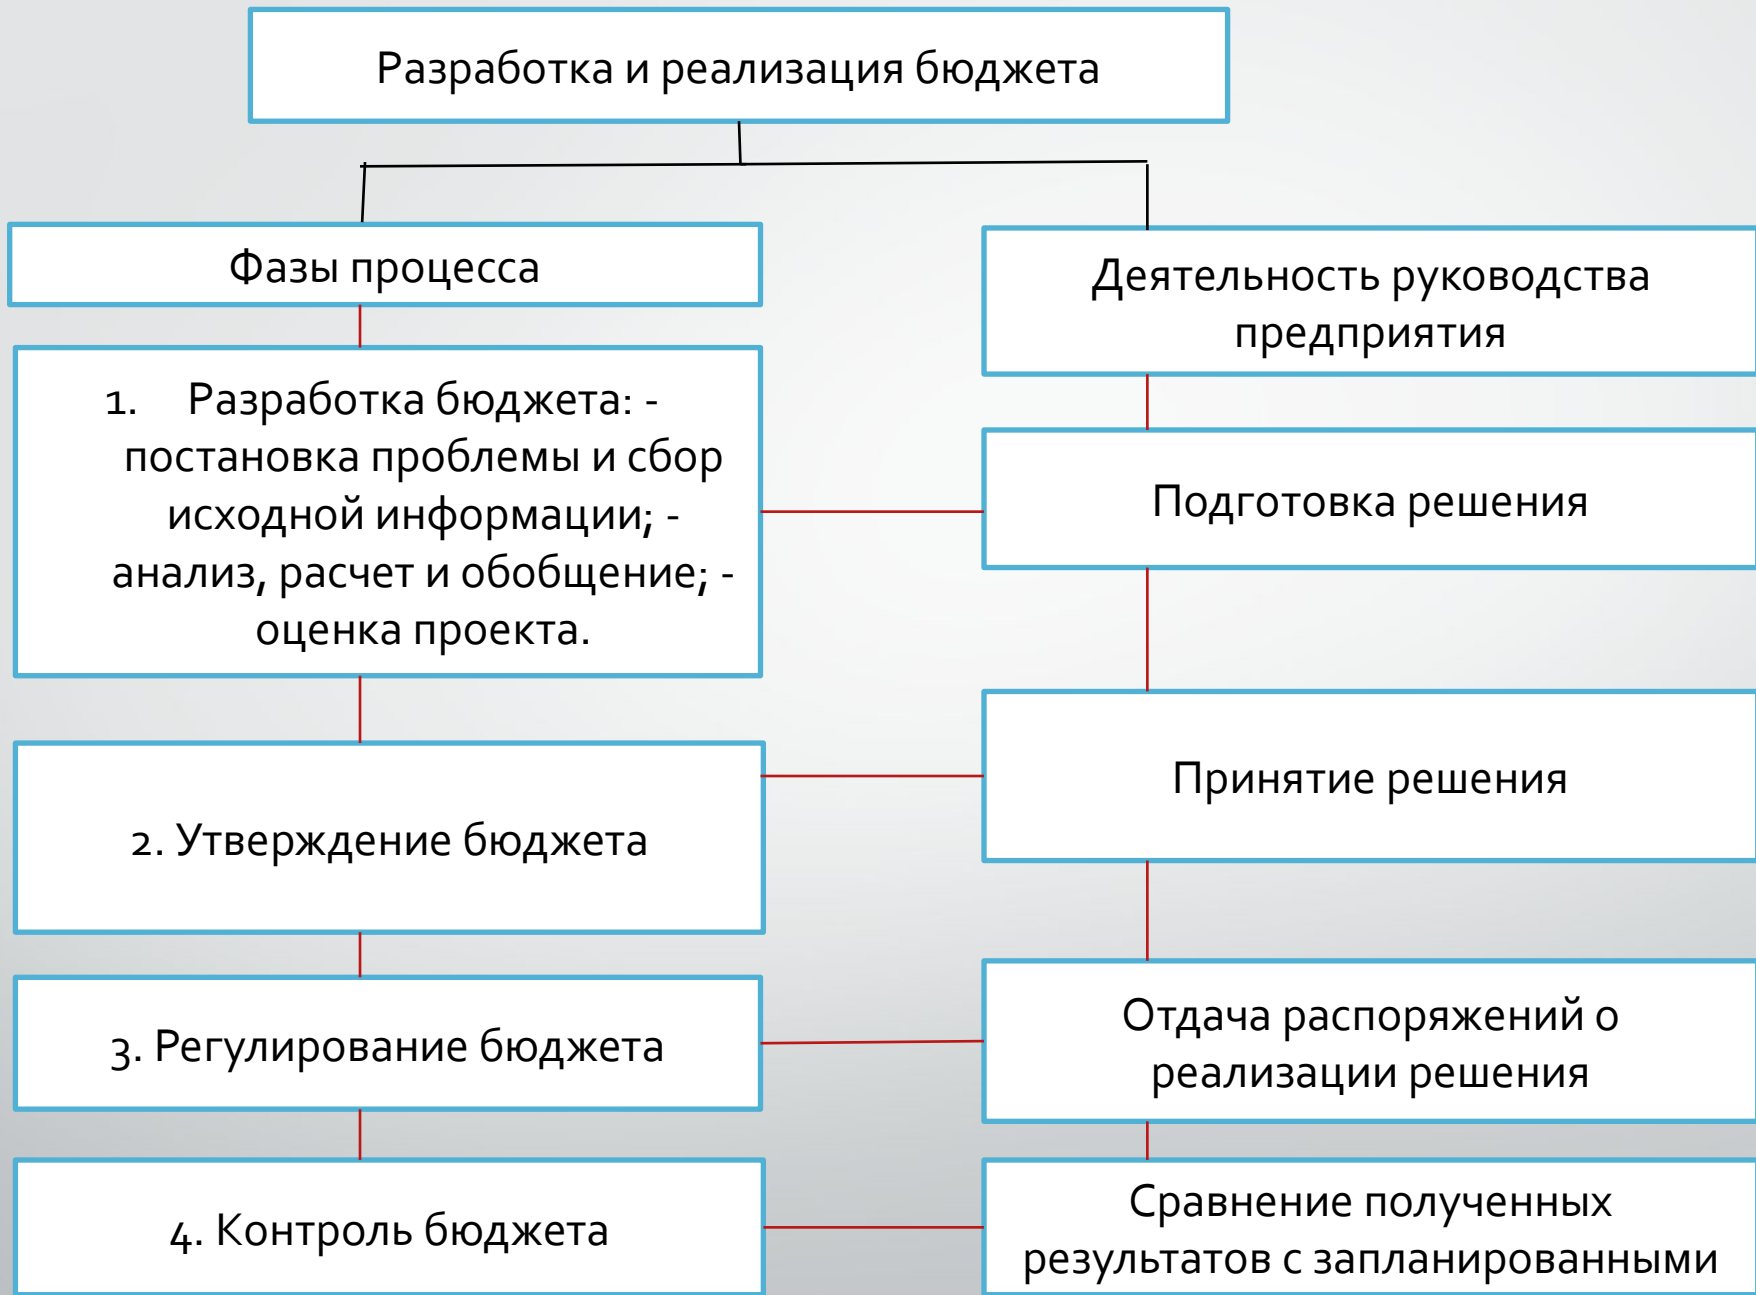 Разработка и реализация бюджета
Фазы процесса
1. Разработка бюджета: -
постановка проблемы и сбор
исходной информации; -
анализ, расчет и обобщение; -
оценка проекта.
2. Утверждение бюджета
3. Регулирование бюджета
4. Контроль бюджета
Деятельность руководства
предприятия
Подготовка решения
Принятие решения
Отдача распоряжений о
реализации решения
Сравнение полученных
результатов с запланированными